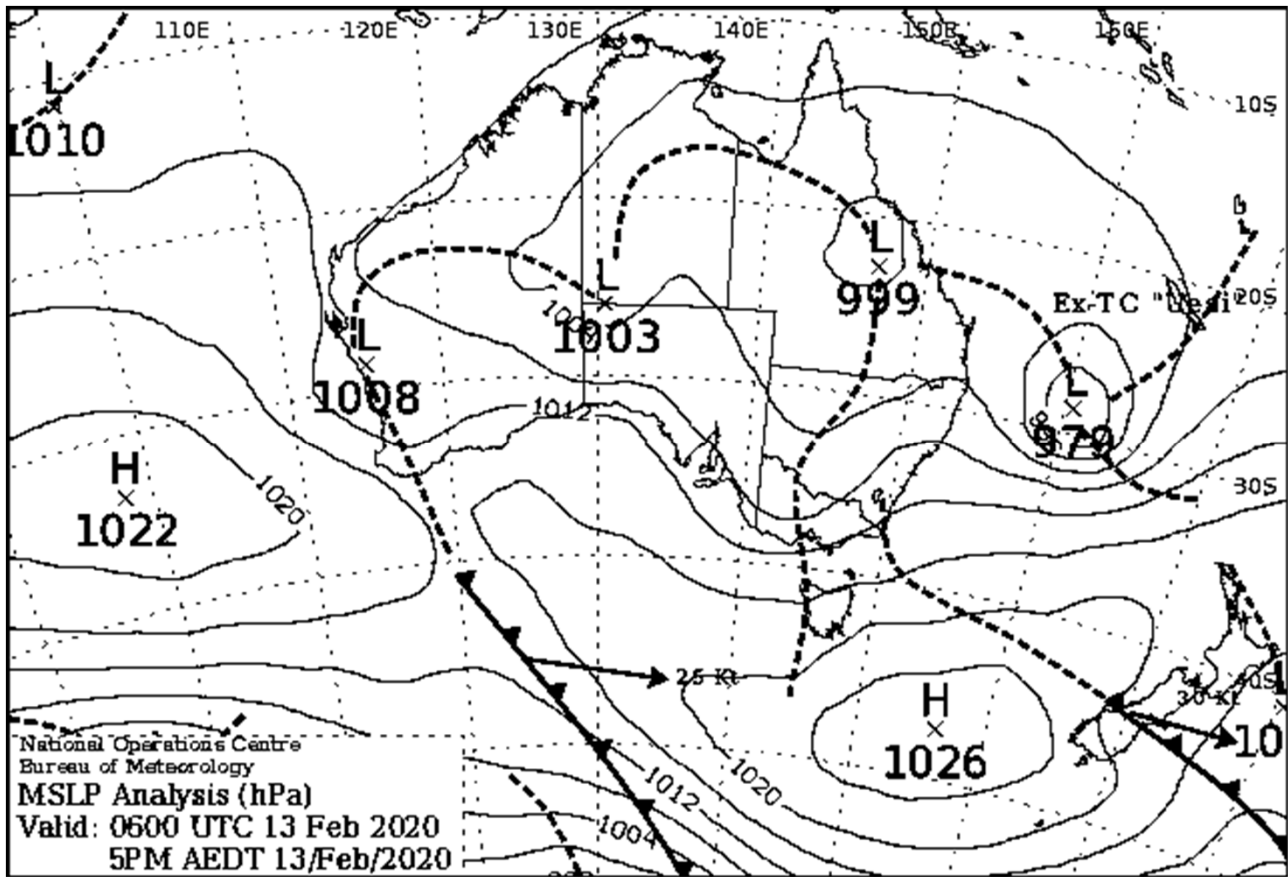 110E 120E 130E 140E 150E 160E
L
1010
10S
L
999
Ex-TC "Uesi"
20S
L
1003
L
1008
L
979
1012
H
1022
1020
30S
25 Kt
40S
30 Kt
H
1026
10
1020
1012
1004
National Operations Centre
Bureau of Meteorology
MSLP Analysis (hPa)
Valid: 0600 UTC 13 Feb 2020
5PM AEDT 13/Feb/2020